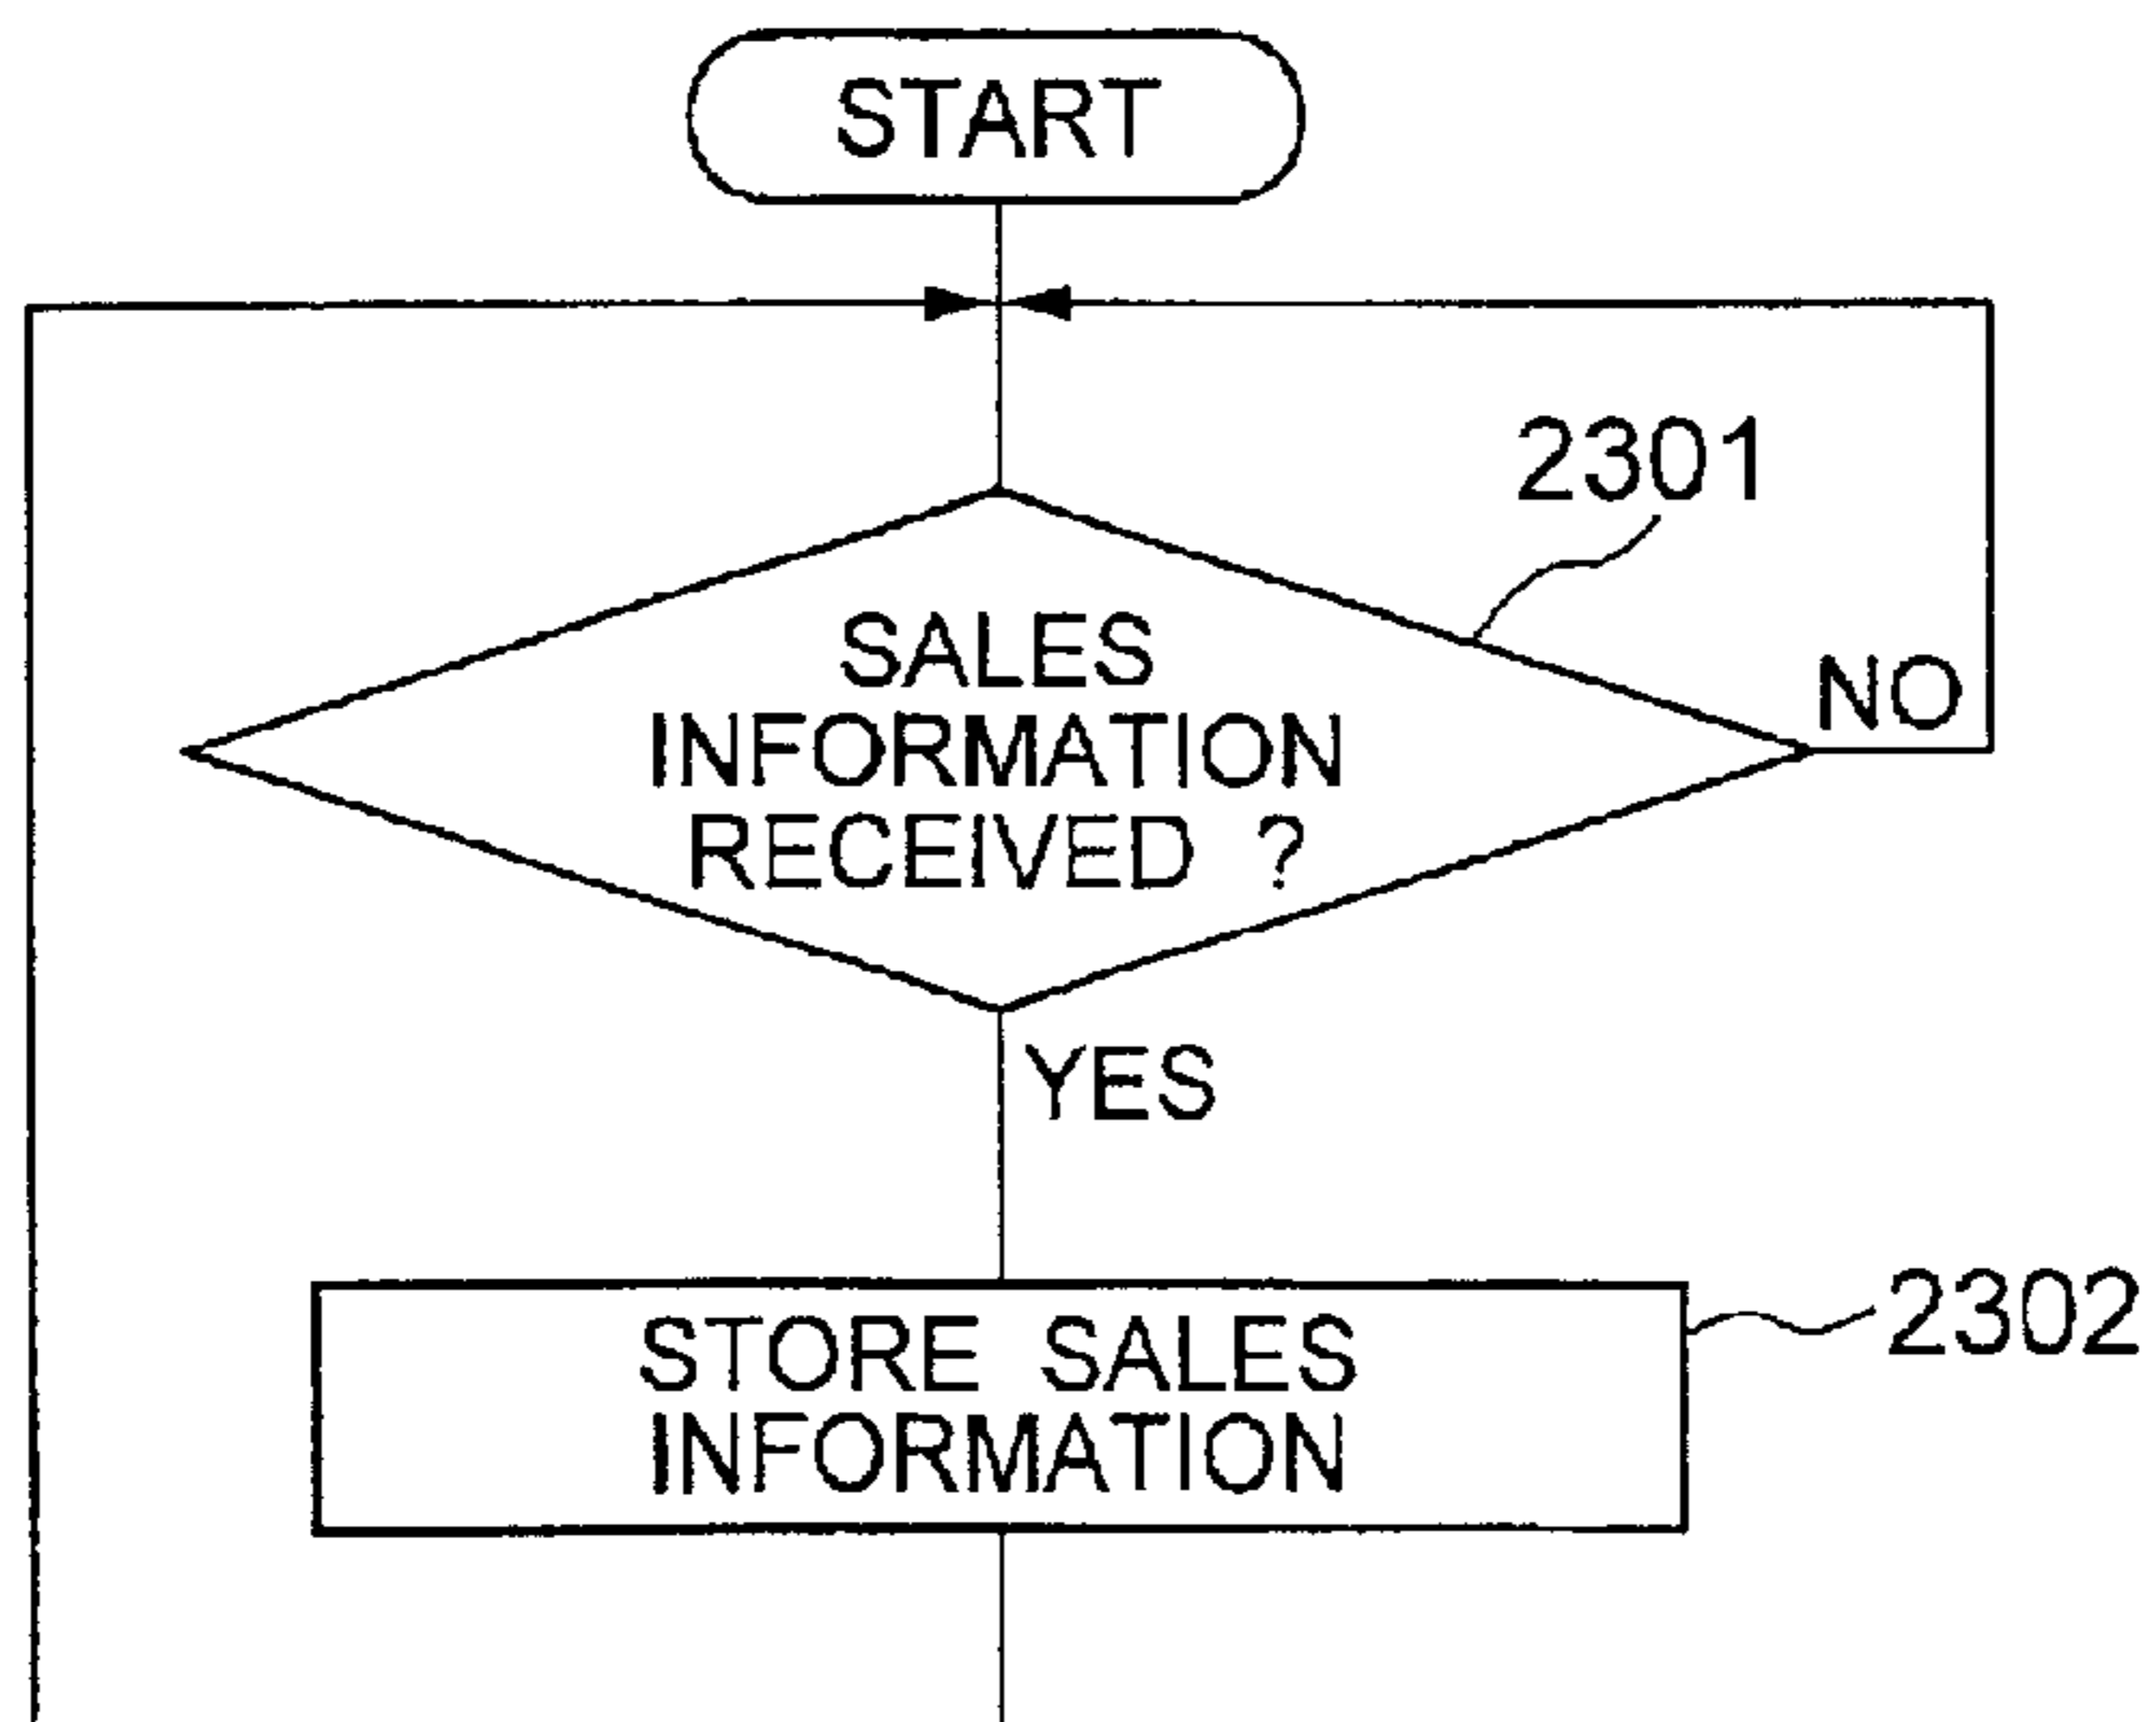 START
2301
SALES
INFORMATION
RECEIVED ?
NO
YES
STORE SALES
INFORMATION
2302